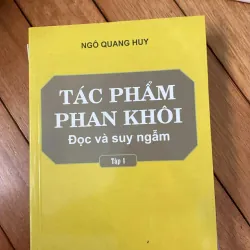 NGÔ QUANG HUY
TÁC PHẨM
PHAN KHÔI
Đọc và suy ngẫm
Tập I